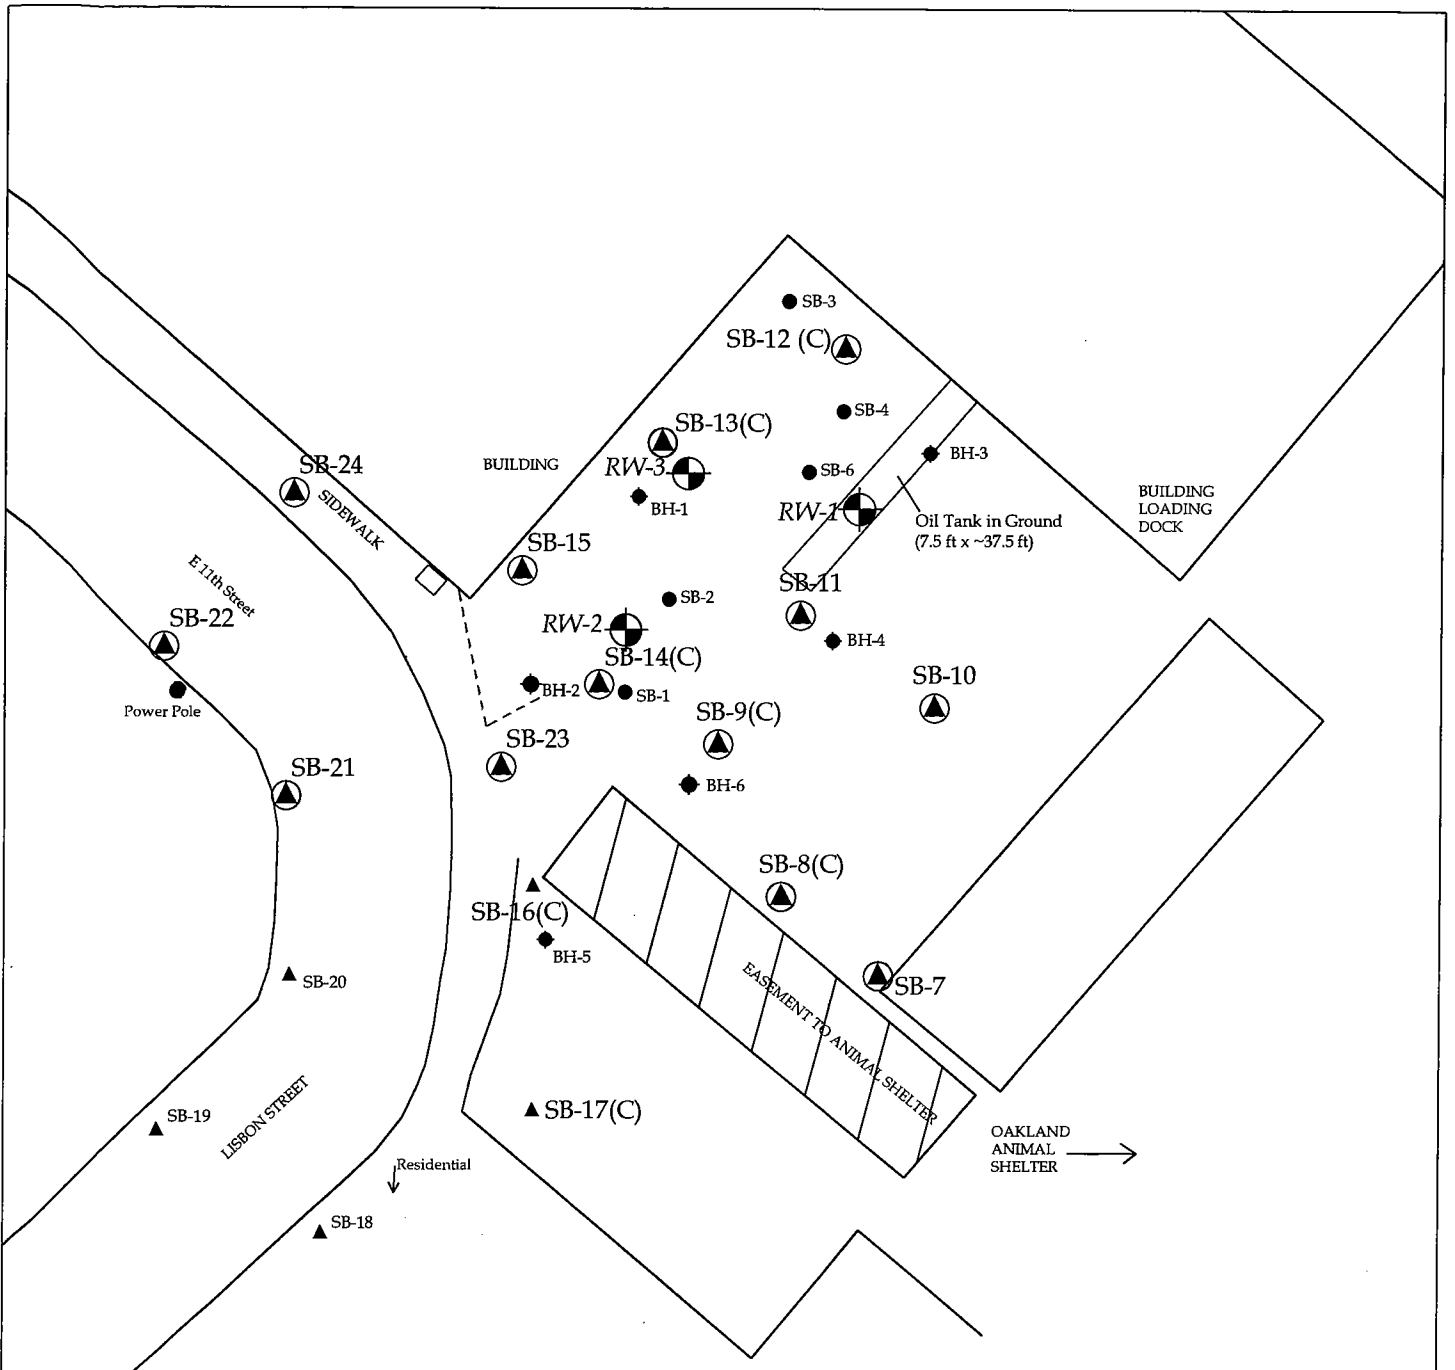 SB-3
SB-12 (C)
SB-4
SB-13(C)
SB-24
BUILDING
RW-3
SB-6
BH-3
SIDEWALK
BH-1
RW-1
BUILDING
LOADING
DOCK
Oil Tank in Ground
(7.5 ft x ~37.5 ft)
SB-15
E 11th Street
SB-11
SB-2
SB-22
RW-2
BH-4
SB-14(C)
SB-10
BH-2
SB-1
Power Pole
SB-9(C)
SB-23
SB-21
BH-6
SB-8(C)
SB-16(C)
BH-5
SB-20
SB-7
EASEMENT TO ANIMAL SHELTER
SB-19
SB-17(C)
LISBON STREET
OAKLAND
ANIMAL
SHELTER
Residential
SB-18